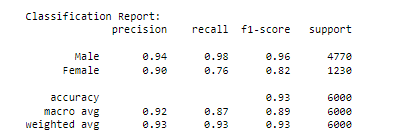 Classification Report:
precision recall f1-score support
Male 0.94 0.98 0.96 4770
Female 0.90 0.76 0.82 1230
accuracy 0.93 6000
macro avg 0.92 0.87 0.89 6000
weighted avg 0.93 0.93 0.93 6000